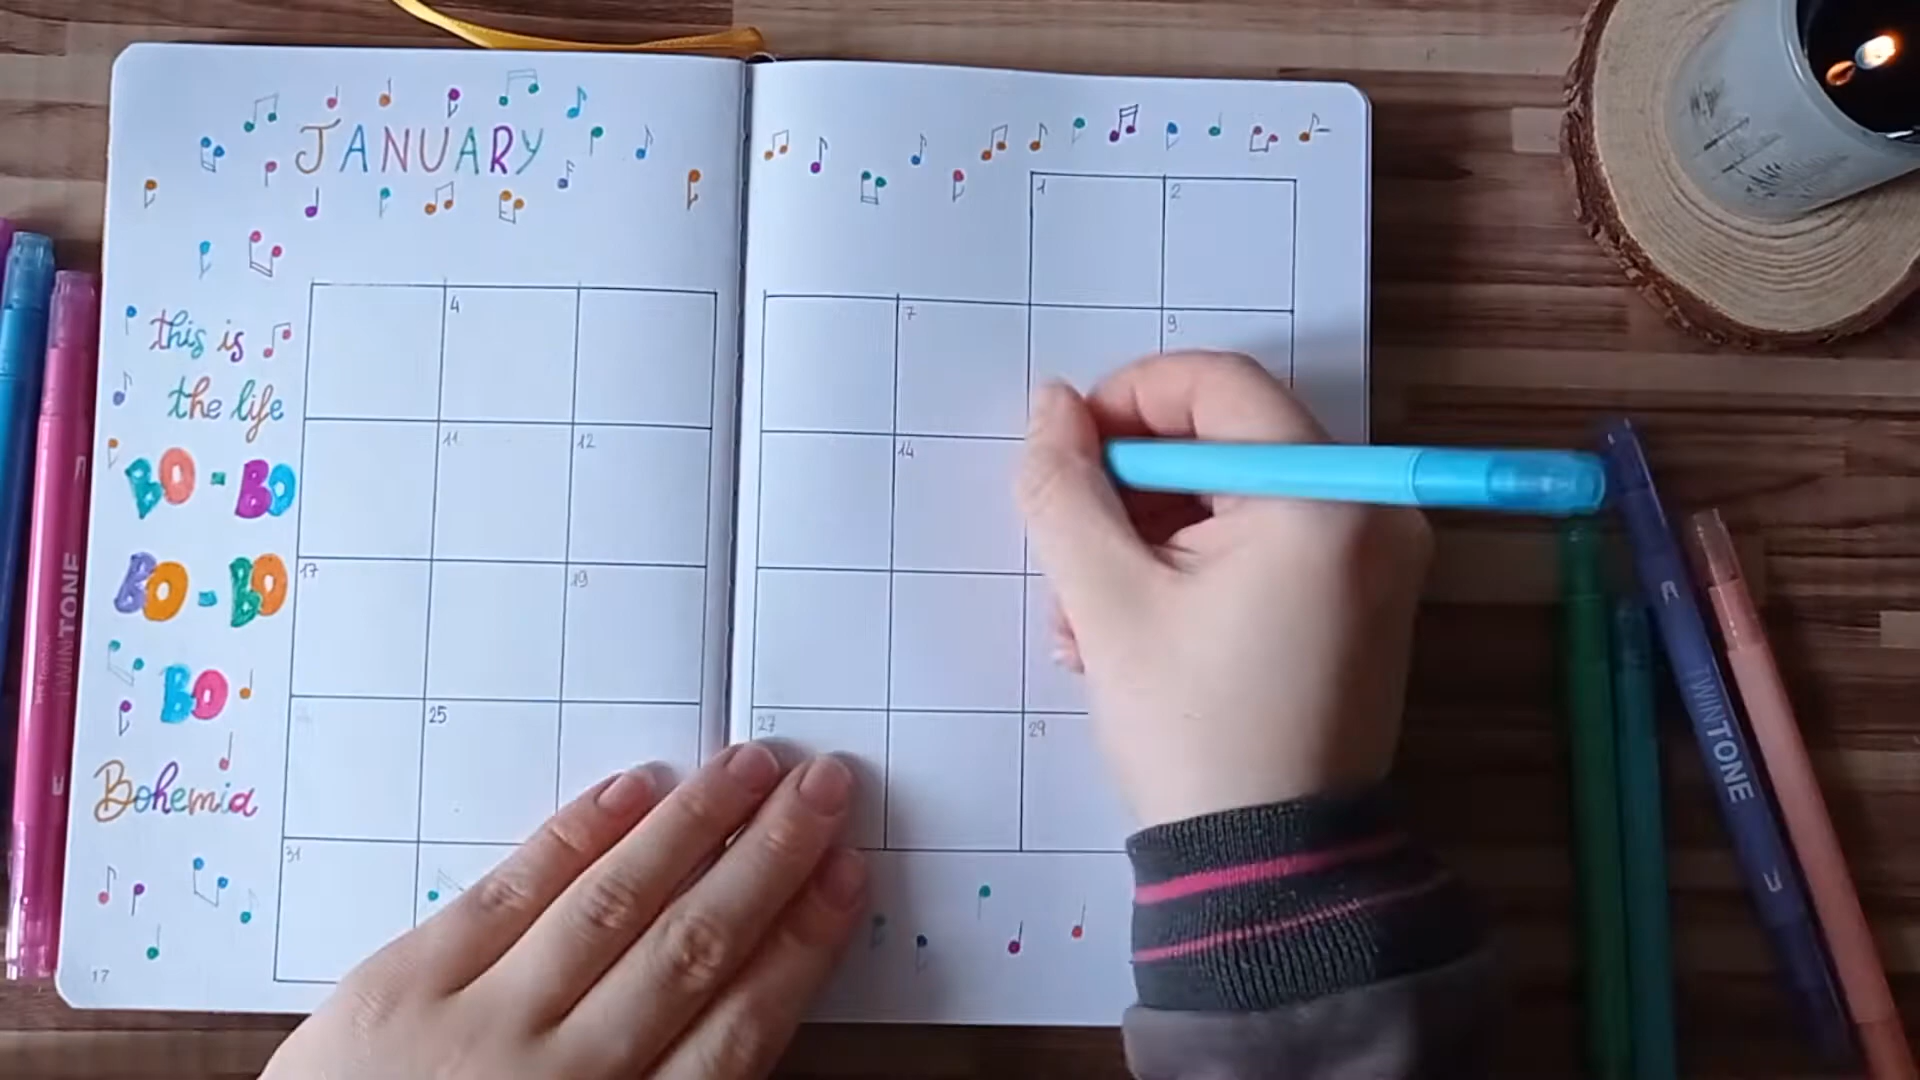 JANUARY
1 2
4 7 9
11 12 14
17 19
25 27 29
31
this is
the life
BO - BO
BO - BO
BO
Bohemia
17
TWINTONE
TWINTONE